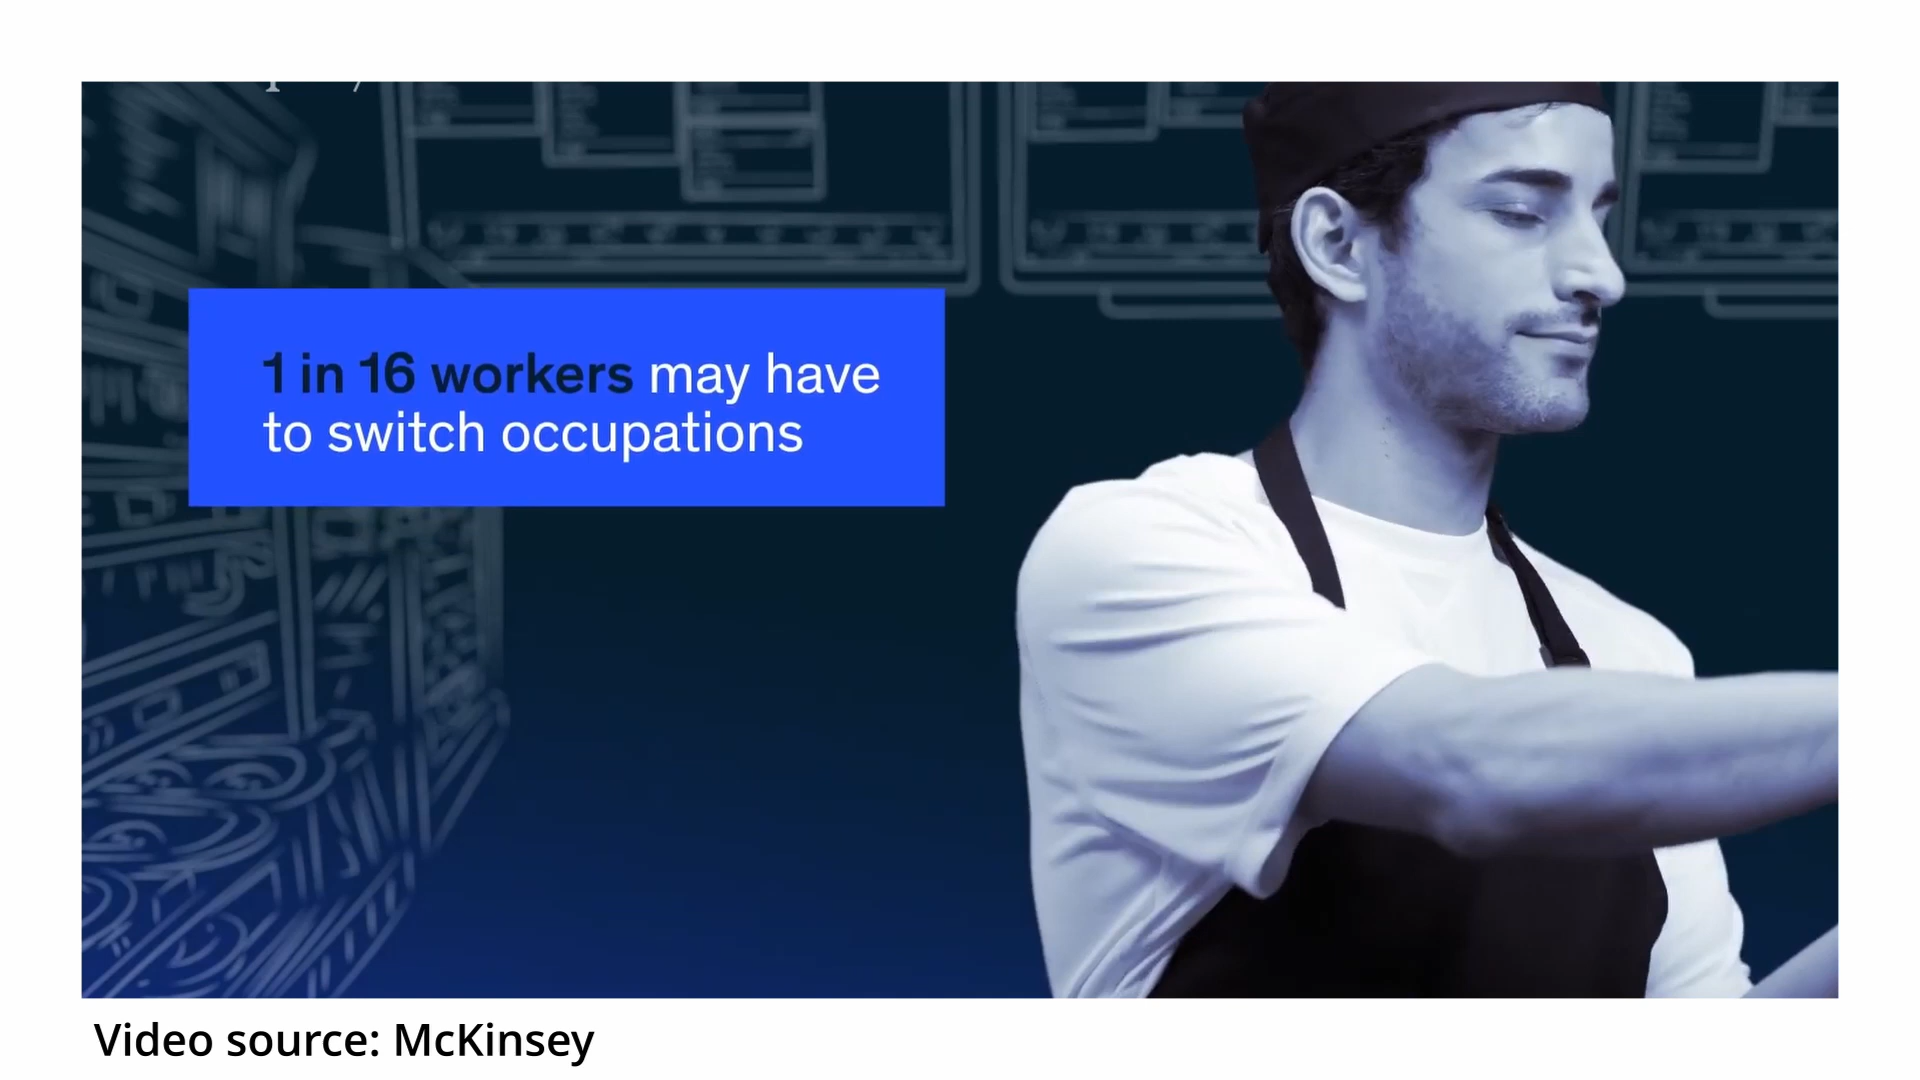 1 in 16 workers may have
to switch occupations
Video source: McKinsey